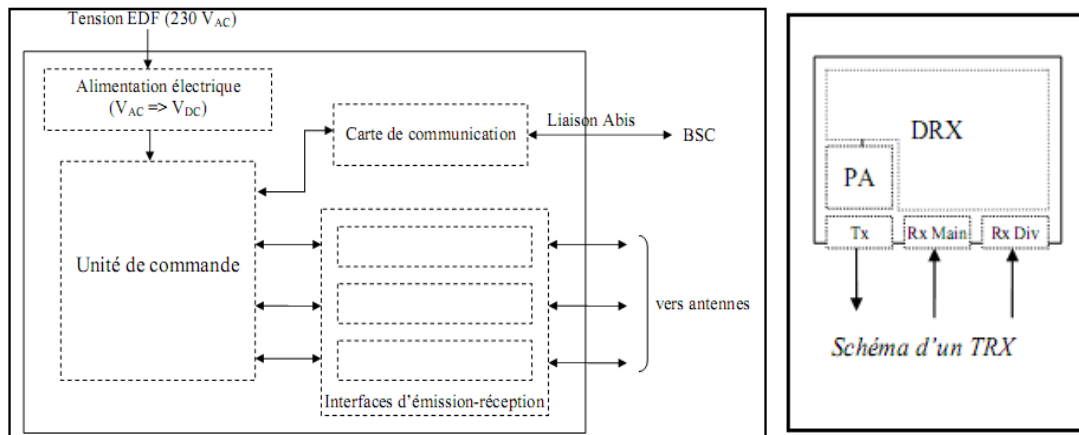 Tension EDF (230 VAC)
Alimentation électrique
(VAC => VDC)
Carte de communication
Liaison Abis
BSC
Unité de commande
vers antennes
Interfaces d'émission-réception
DRX
PA
Tx
Rx Main
Rx Div
Schéma d'un TRX